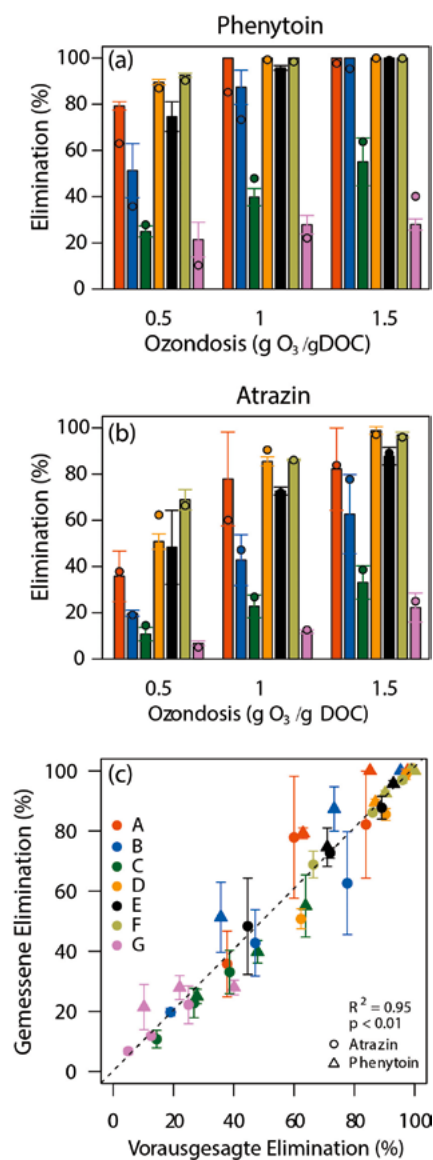 Phenytoin
(a)
100
80
60
40
20
0
Elimination (%)
0.5 1 1.5
Ozondosis (g O₃ /gDOC)
Atrazin
(b)
100
80
60
40
20
0
Elimination (%)
0.5 1 1.5
Ozondosis (g O₃ /g DOC)
(c)
100
80
60
40
20
0
Gemessene Elimination (%)
A
B
C
D
E
F
G
R² = 0.95
p < 0.01
Atrazin
Phenytoin
0 20 40 60 80 100
Vorausgesagte Elimination (%)